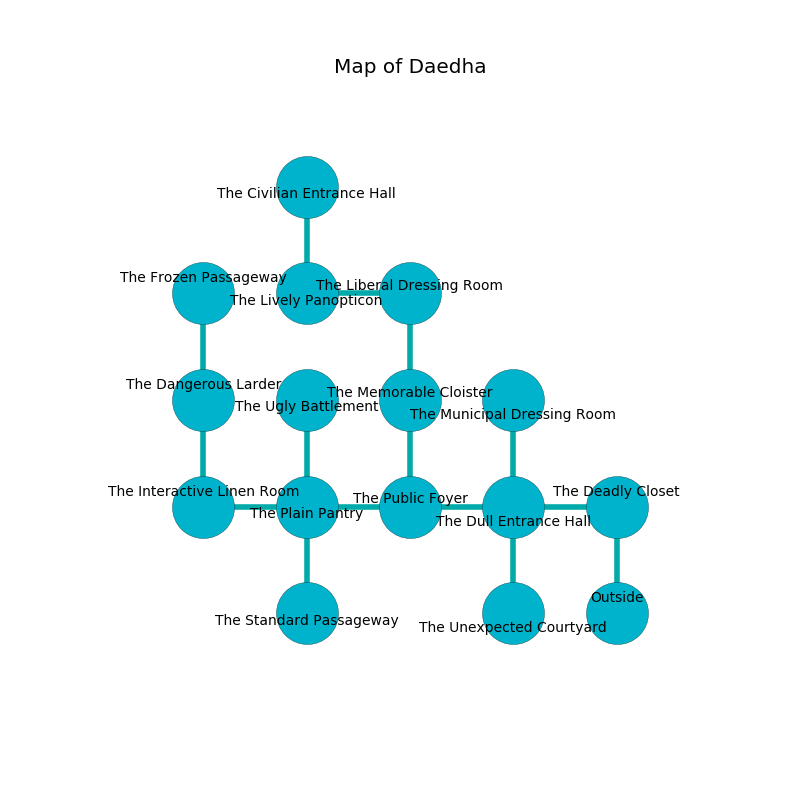 Map of Daedha
The Civilian Entrance Hall
The Frozen Passageway
The Liberal Dressing Room
The Lively Panopticon
The Dangerous Larder
The Memorable Cloister
The Ugly Battlement
The Municipal Dressing Room
The Interactive Linen Room
The Deadly Closet
The Public Foyer
The Plain Pantry
The Dull Entrance Hall
Outside
The Standard Passageway
The Unexpected Courtyard